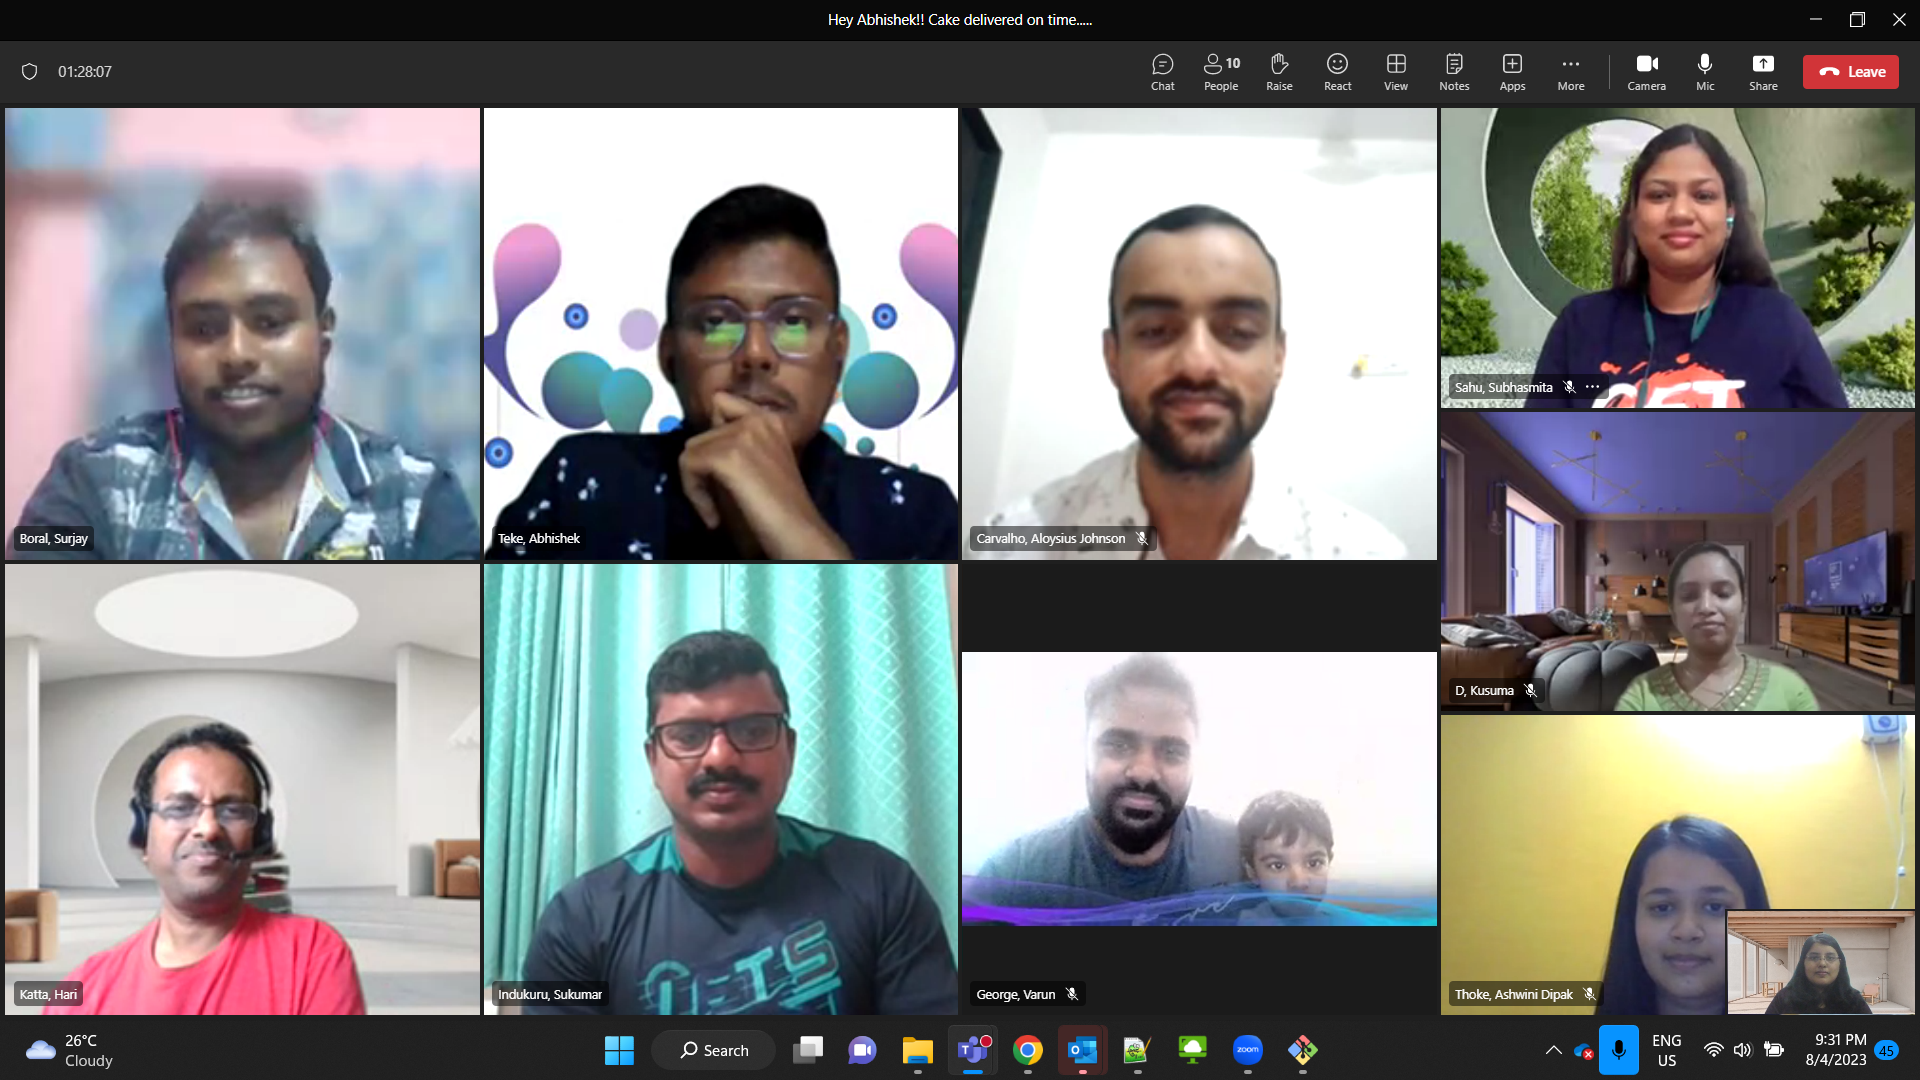 Hey Abhishek!! Cake delivered on time.....
01:28:07
Chat
10
People
Raise
React
View
Notes
Apps
More
Camera
Mic
Share
Leave
Boral, Surjay
Teke, Abhishek
Carvalho, Aloysius Johnson
Sahu, Subhasmita
D, Kusuma
Katta, Hari
Indukuru, Sukumar
George, Varun
Thoke, Ashwini Dipak
26°C
Cloudy
Search
zoom
ENG
US
9:31 PM
8/4/2023
45